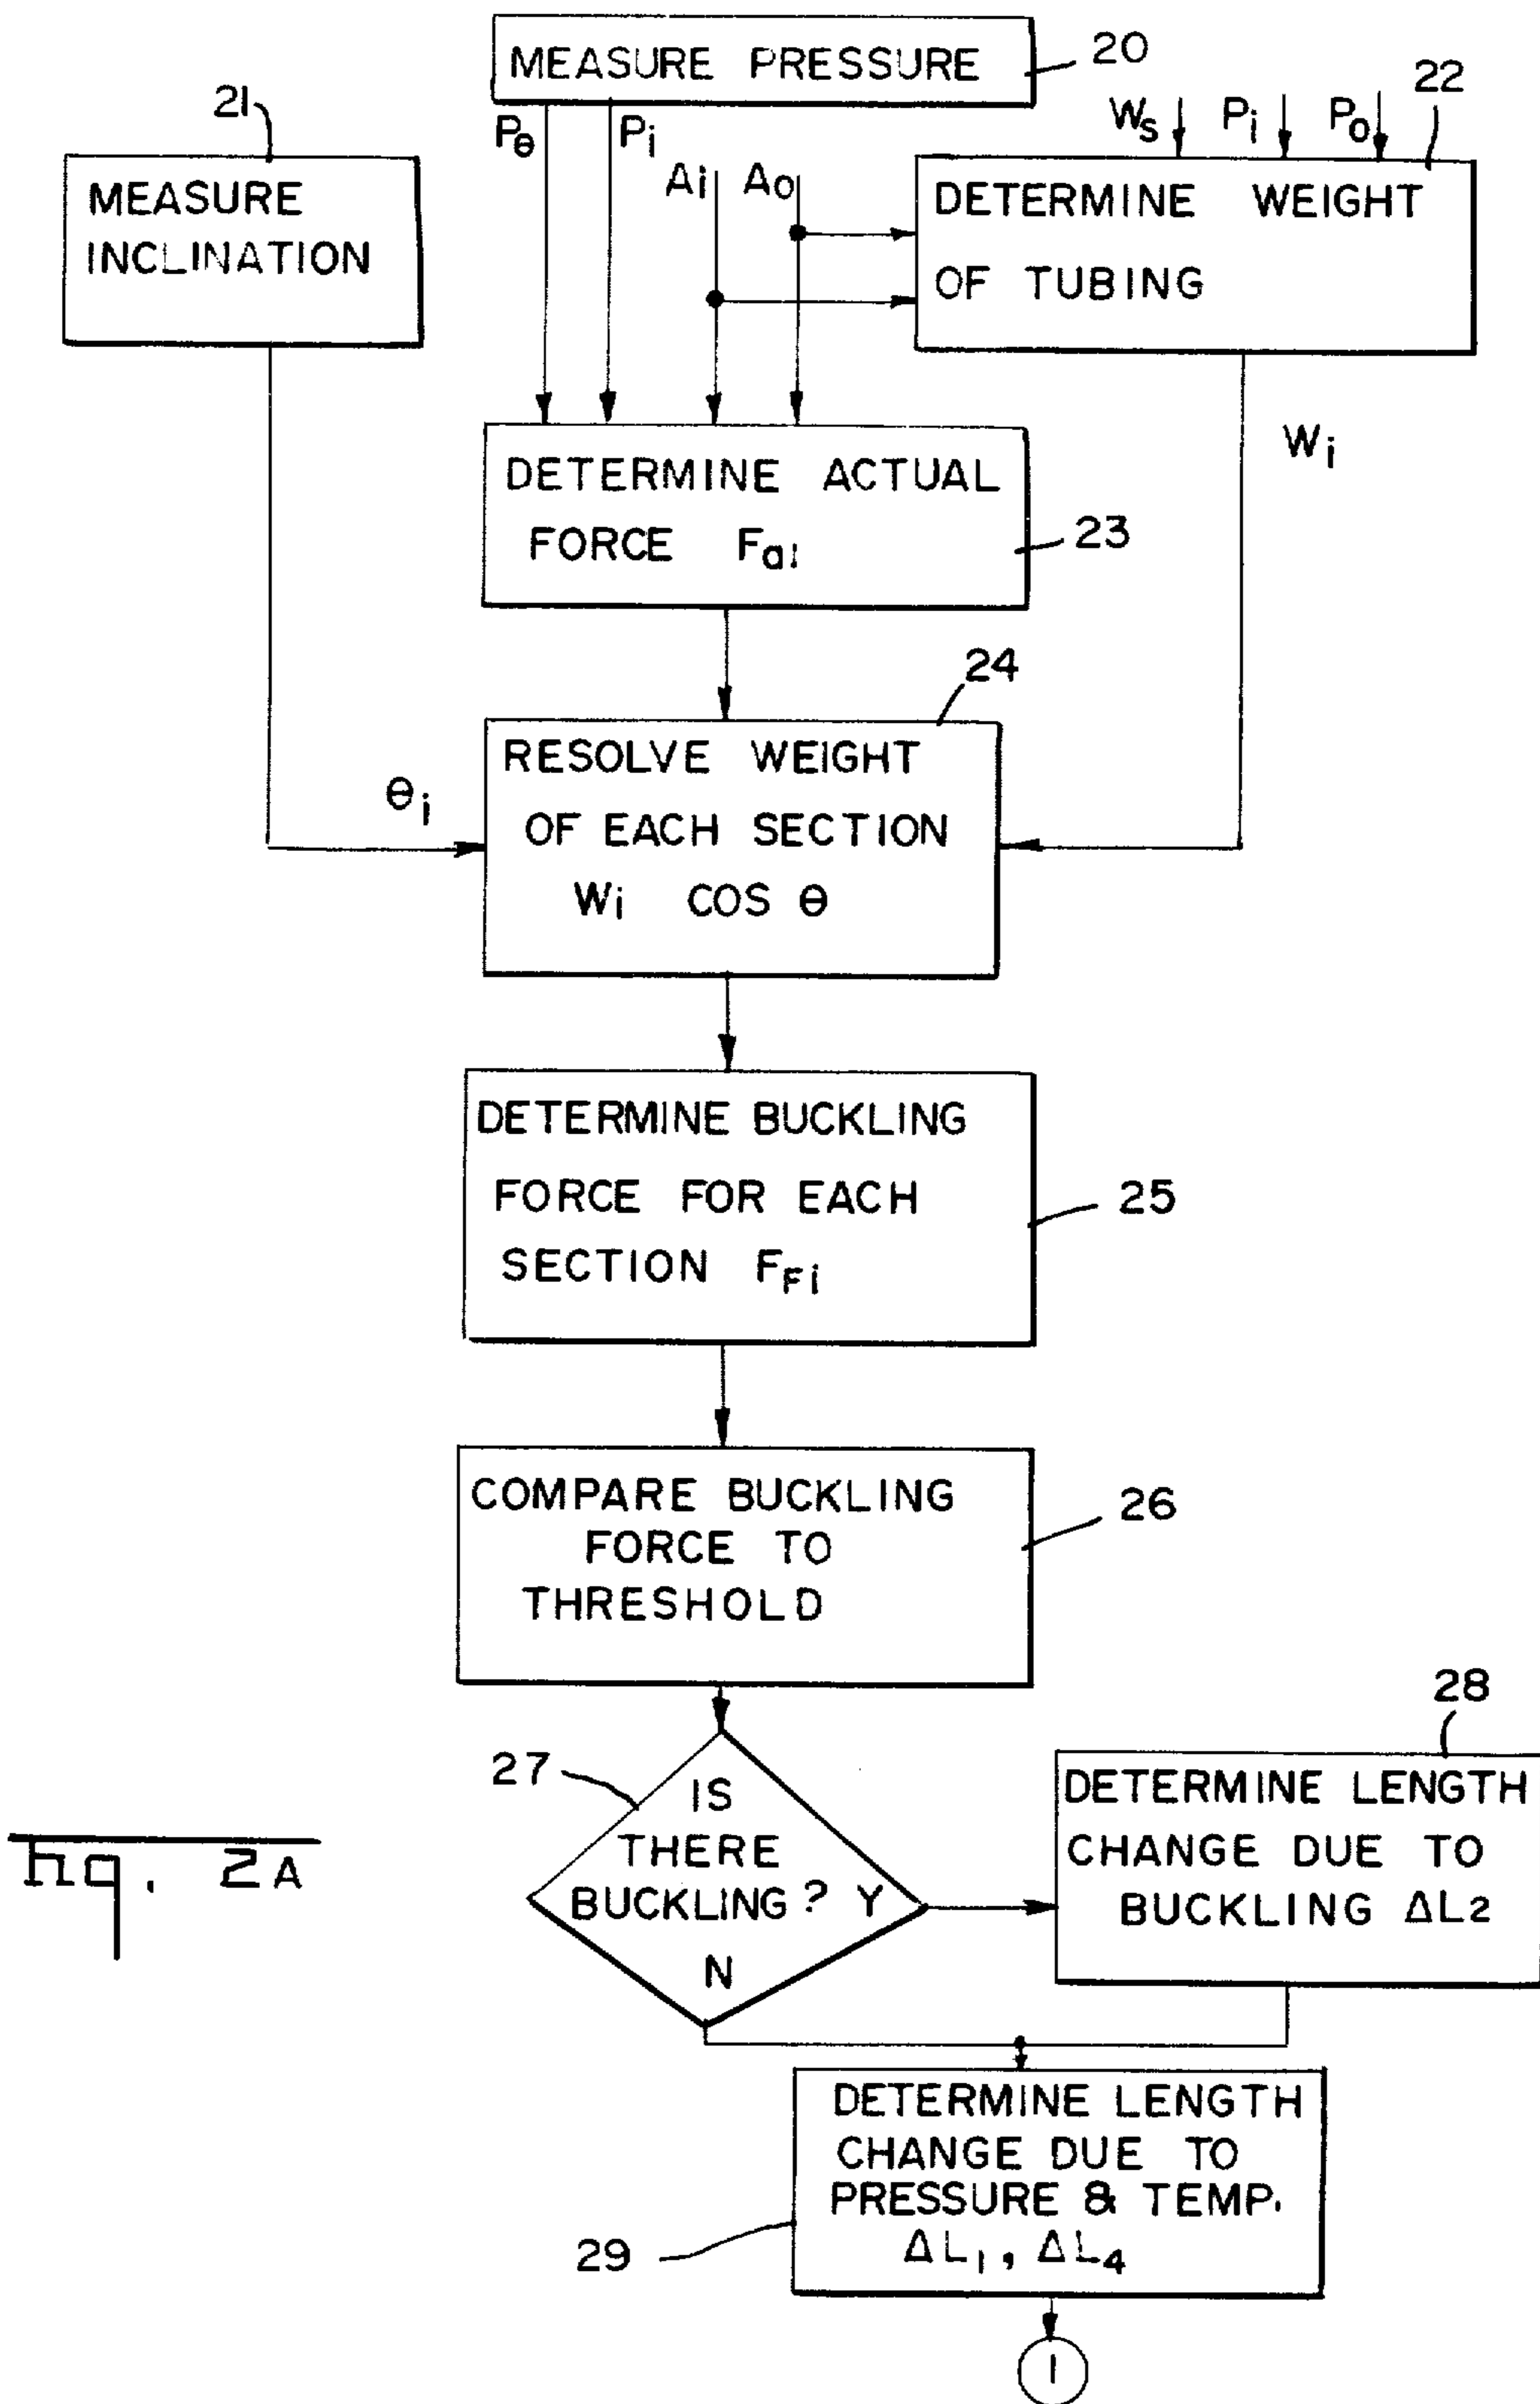 MEASURE PRESSURE
20
21
22
Pθ
Pi
Ws
Pi
Po
Ai
Ao
MEASURE
INCLINATION
DETERMINE WEIGHT
OF TUBING
Wi
DETERMINE ACTUAL
FORCE Fai
23
24
RESOLVE WEIGHT
OF EACH SECTION
Wi COS θ
θi
DETERMINE BUCKLING
FORCE FOR EACH
SECTION FFi
25
COMPARE BUCKLING
FORCE TO
THRESHOLD
26
27
IS
THERE
BUCKLING? Y
N
28
DETERMINE LENGTH
CHANGE DUE TO
BUCKLING ΔL2
DETERMINE LENGTH
CHANGE DUE TO
PRESSURE & TEMP.
ΔL1, ΔL4
29
1
Fig. 2A